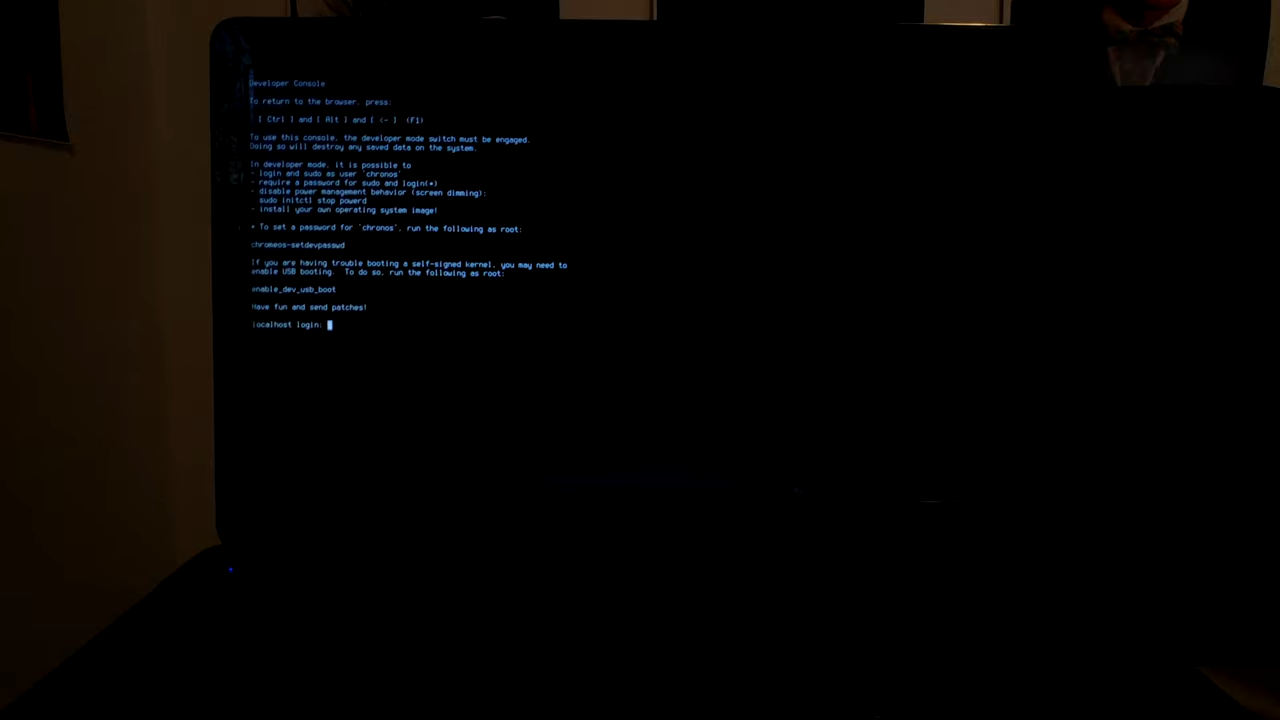 Developer Console
To return to the browser, press:
[ Ctrl ] and [ Alt ] and [ <- ] (F1)
To use this console, the developer mode switch must be engaged.
Doing so will destroy any saved data on the system.
In developer mode, it is possible to
- login and sudo as user 'chronos'
- require a password for sudo and login(*)
- disable power management behavior (screen dimming):
sudo initctl stop powerd
- install your own operating system image!
* To set a password for 'chronos', run the following as root:
chromeos-setdevpasswd
If you are having trouble booting a self-signed kernel, you may need to
enable USB booting.  To do so, run the following as root:
enable_dev_usb_boot
Have fun and send patches!
localhost login: